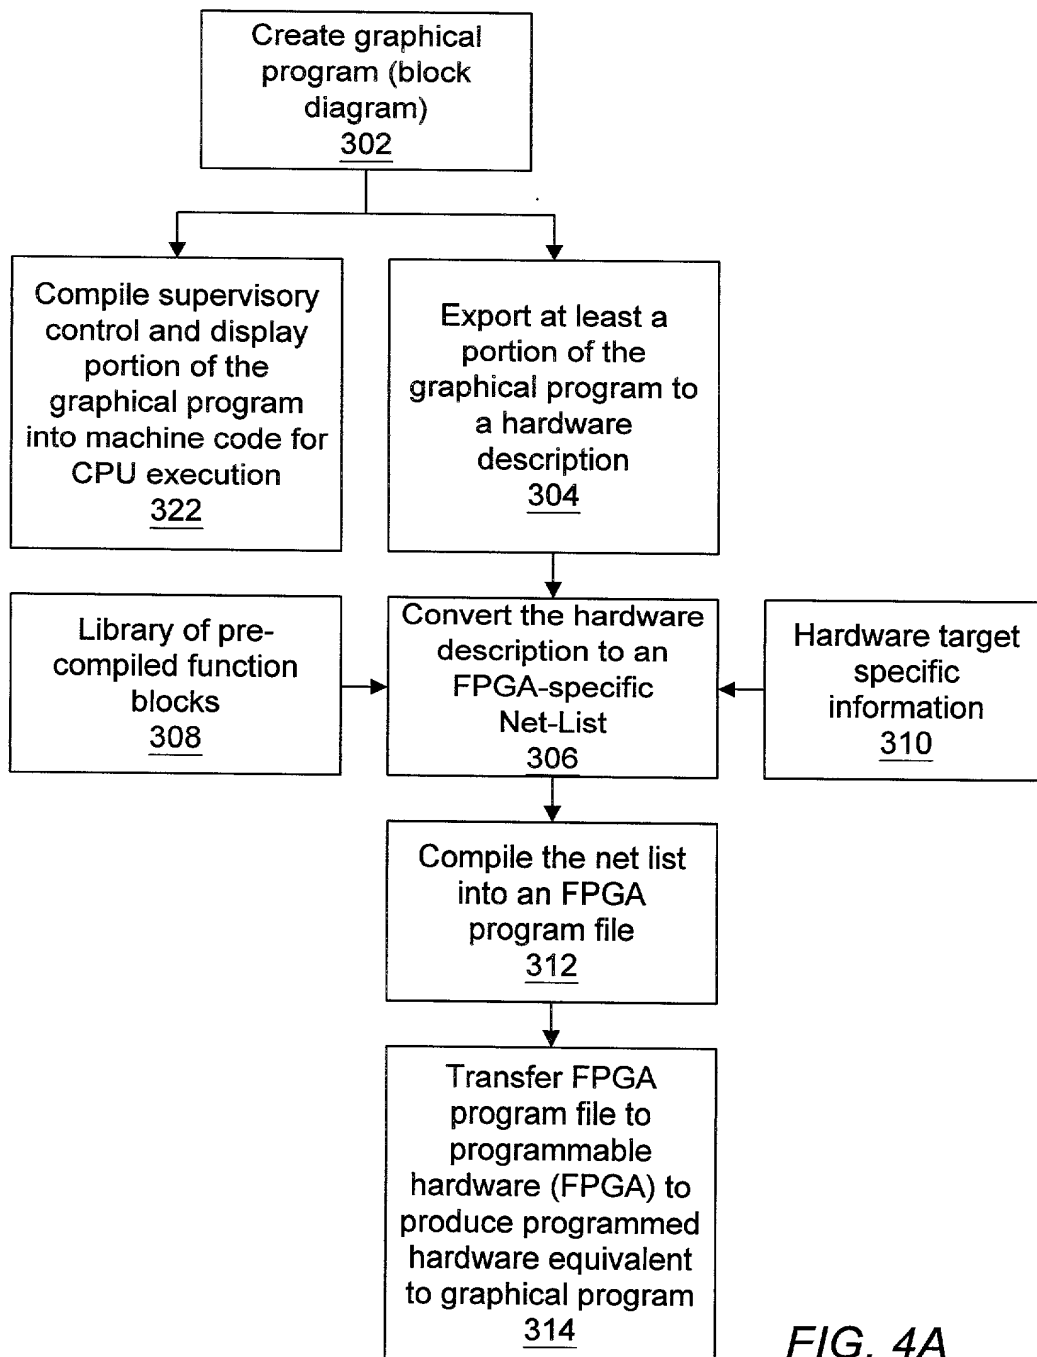 Create graphical
program (block
diagram)
302
Compile supervisory
control and display
portion of the
graphical program
into machine code for
CPU execution
322
Export at least a
portion of the
graphical program to
a hardware
description
304
Library of pre-
compiled function
blocks
308
Convert the hardware
description to an
FPGA-specific
Net-List
306
Hardware target
specific
information
310
Compile the net list
into an FPGA
program file
312
Transfer FPGA
program file to
programmable
hardware (FPGA) to
produce programmed
hardware equivalent
to graphical program
314
FIG. 4A